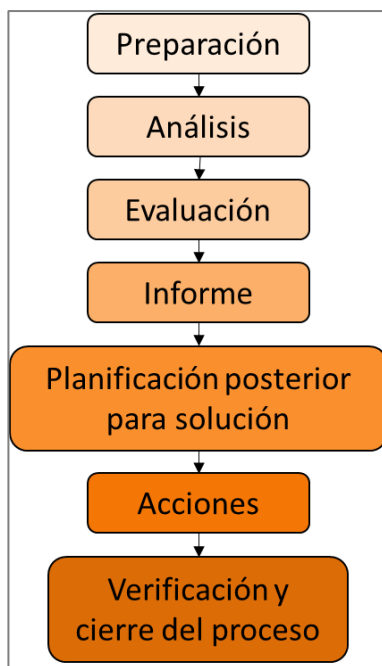 Preparación
Análisis
Evaluación
Informe
Planificación posterior
para solución
Acciones
Verificación y
cierre del proceso